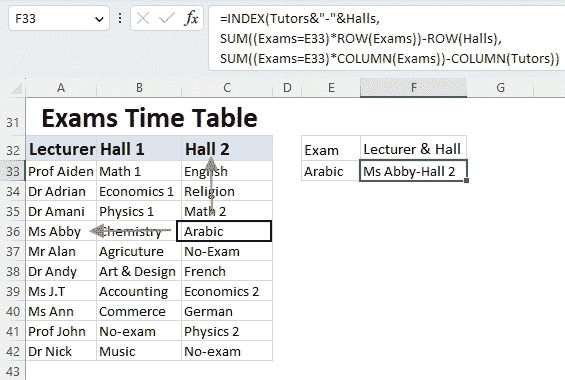 F33
fx
=INDEX(Tutors&"-"&Halls,
SUM((Exams=E33)*ROW(Exams))-ROW(Halls),
SUM((Exams=E33)*COLUMN(Exams))-COLUMN(Tutors))
A B C D E F G
31 Exams Time Table
32 Lecturer Hall 1 Hall 2 Exam Lecturer & Hall
33 Prof Aiden Math 1 English Arabic Ms Abby-Hall 2
34 Dr Adrian Economics 1 Religion
35 Dr Amani Physics 1 Math 2
36 Ms Abby Chemistry Arabic
37 Mr Alan Agricuture No-Exam
38 Dr Andy Art & Design French
39 Ms J.T Accounting Economics 2
40 Ms Ann Commerce German
41 Prof John No-exam Physics 2
42 Dr Nick Music No-exam
43